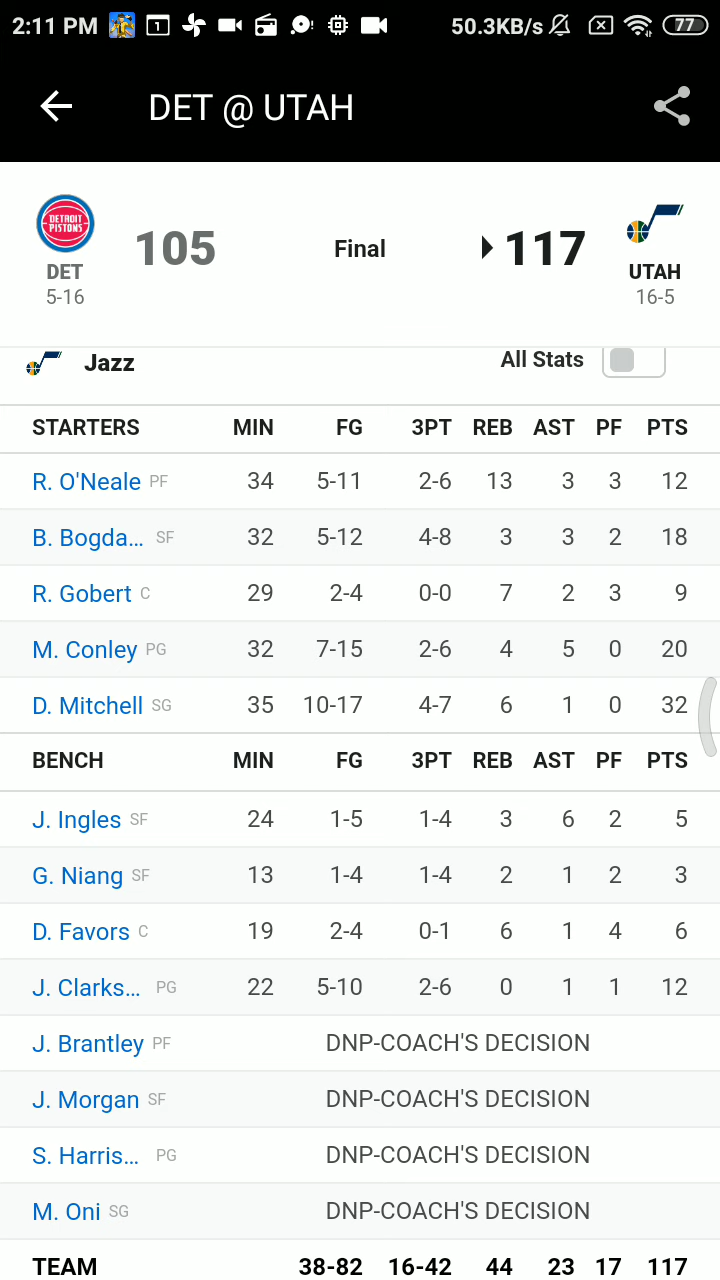 2:11 PM 1 50.3KB/s 77
DET @ UTAH
DETROIT
PISTONS
DET
5-16
105
Final
117
UTAH
16-5
Jazz All Stats
STARTERS MIN FG 3PT REB AST PF PTS
R. O'Neale PF 34 5-11 2-6 13 3 3 12
B. Bogda... SF 32 5-12 4-8 3 3 2 18
R. Gobert C 29 2-4 0-0 7 2 3 9
M. Conley PG 32 7-15 2-6 4 5 0 20
D. Mitchell SG 35 10-17 4-7 6 1 0 32
BENCH MIN FG 3PT REB AST PF PTS
J. Ingles SF 24 1-5 1-4 3 6 2 5
G. Niang SF 13 1-4 1-4 2 1 2 3
D. Favors C 19 2-4 0-1 6 1 4 6
J. Clarks... PG 22 5-10 2-6 0 1 1 12
J. Brantley PF DNP-COACH'S DECISION
J. Morgan SF DNP-COACH'S DECISION
S. Harris... PG DNP-COACH'S DECISION
M. Oni SG DNP-COACH'S DECISION
TEAM 38-82 16-42 44 23 17 117